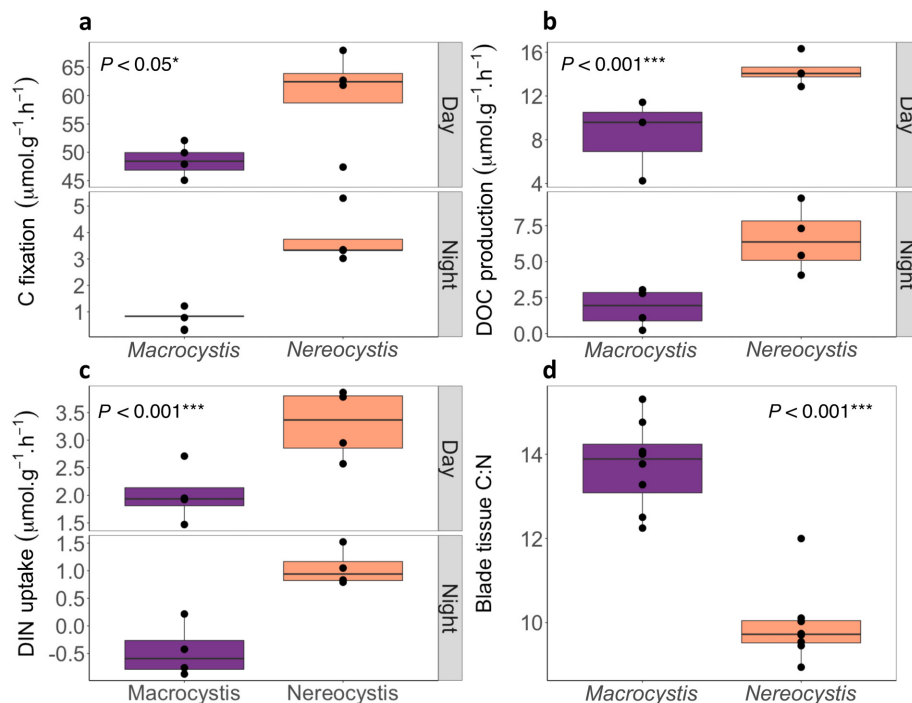 a
P < 0.05*
C fixation (μmol.g⁻¹.h⁻¹)
65
60
55
50
45
Day
5
4
3
2
1
Night
Macrocystis
Nereocystis
b
P < 0.001***
DOC production (μmol.g⁻¹.h⁻¹)
16
12
8
4
Day
7.5
5.0
2.5
0.0
Night
Macrocystis
Nereocystis
c
P < 0.001***
DIN uptake (μmol.g⁻¹.h⁻¹)
3.5
3.0
2.5
2.0
1.5
Day
1.5
1.0
0.5
0.0
-0.5
Night
Macrocystis
Nereocystis
d
P < 0.001***
Blade tissue C:N
14
12
10
Macrocystis
Nereocystis